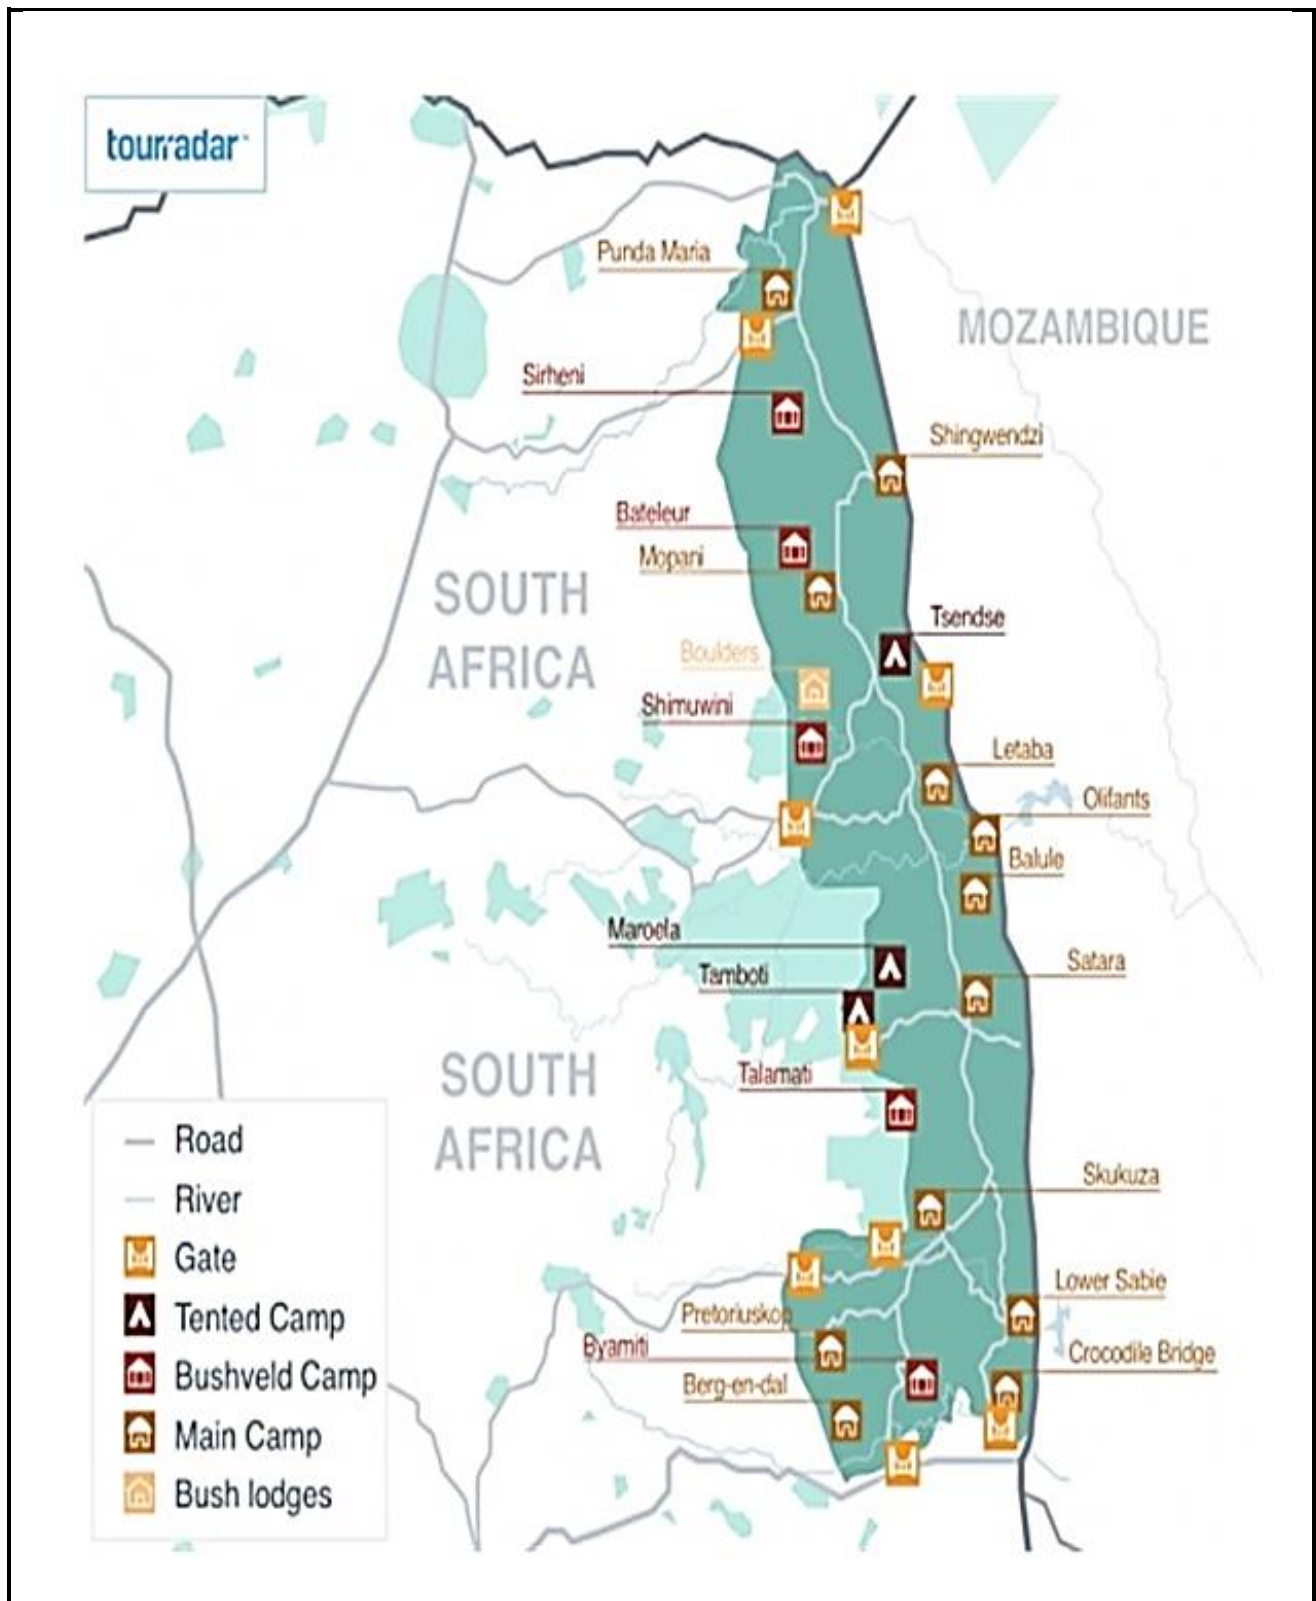 tourradar
Punda Maria
MOZAMBIQUE
Sirheni
Shingwendzi
Bateleur
Mopani
SOUTH
AFRICA
Tsendse
Boulders
Shimuwini
Letaba
Olifants
Balule
Maroela
Satara
Tamboti
SOUTH
AFRICA
Talamati
Skukuza
Lower Sabie
Pretoriuskop
Byamiti
Crocodile Bridge
Berg-en-dal
Road
River
Gate
Tented Camp
Bushveld Camp
Main Camp
Bush lodges